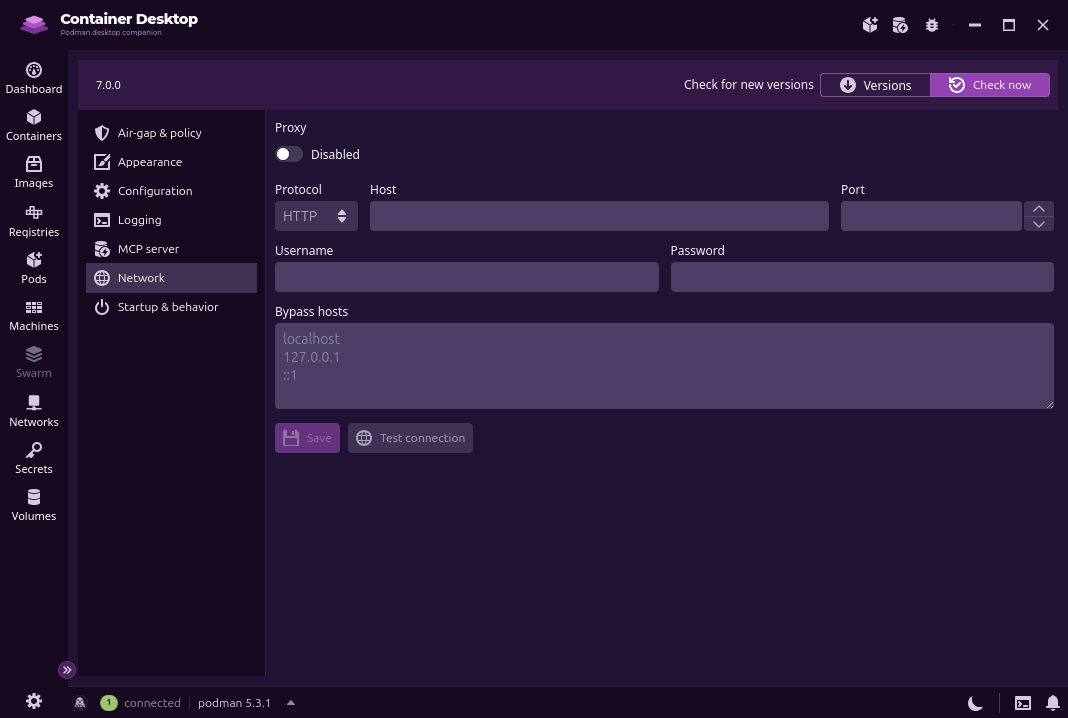 Container Desktop
Podman desktop companion
7.0.0
Check for new versions
Versions
Check now
Dashboard
Containers
Images
Registries
Pods
Machines
Swarm
Networks
Secrets
Volumes
Air-gap & policy
Appearance
Configuration
Logging
MCP server
Network
Startup & behavior
Proxy
Disabled
Protocol
Host
Port
HTTP
Username
Password
Bypass hosts
localhost
127.0.0.1
::1
Save
Test connection
1
connected
podman 5.3.1